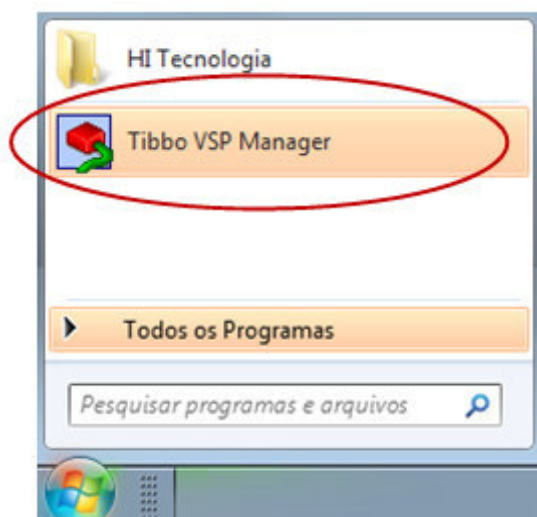 HI Tecnologia
Tibbo VSP Manager
Todos os Programas
Pesquisar programas e arquivos